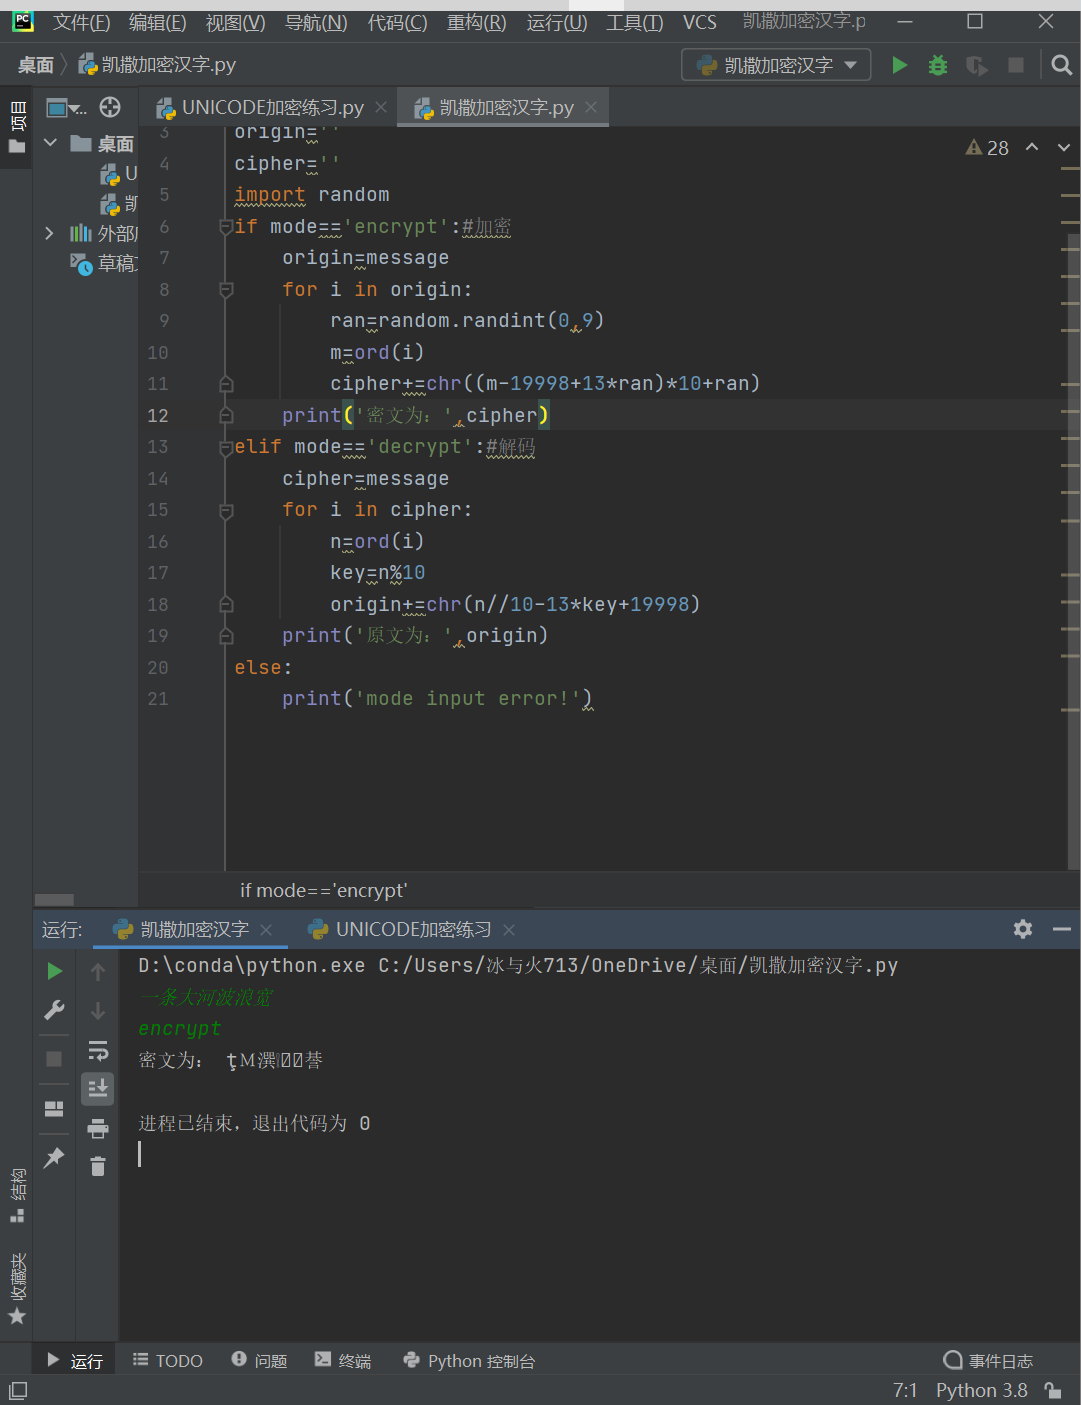 文件(F) 编辑(E) 视图(V) 导航(N) 代码(C) 重构(R) 运行(U) 工具(T) VCS 凯撒加密汉字.p
桌面 凯撒加密汉字.py 凯撒加密汉字
项目
UNICODE加密练习.py 凯撒加密汉字.py
桌面
U
凯
外部
草稿
28
3 origin=''
4 cipher=''
5 import random
6 if mode=='encrypt':#加密
7 origin=message
8 for i in origin:
9 ran=random.randint(0,9)
10 m=ord(i)
11 cipher+=chr((m-19998+13*ran)*10+ran)
12 print('密文为：',cipher)
13 elif mode=='decrypt':#解码
14 cipher=message
15 for i in cipher:
16 n=ord(i)
17 key=n%10
18 origin+=chr(n//10-13*key+19998)
19 print('原文为：',origin)
20 else:
21 print('mode input error!')
if mode=='encrypt'
运行: 凯撒加密汉字 UNICODE加密练习
D:\conda\python.exe C:/Users/冰与火713/OneDrive/桌面/凯撒加密汉字.py
一条大河波浪宽
encrypt
密文为：
进程已结束，退出代码为 0
结构
收藏夹
运行 TODO 问题 终端 Python 控制台 事件日志
7:1 Python 3.8